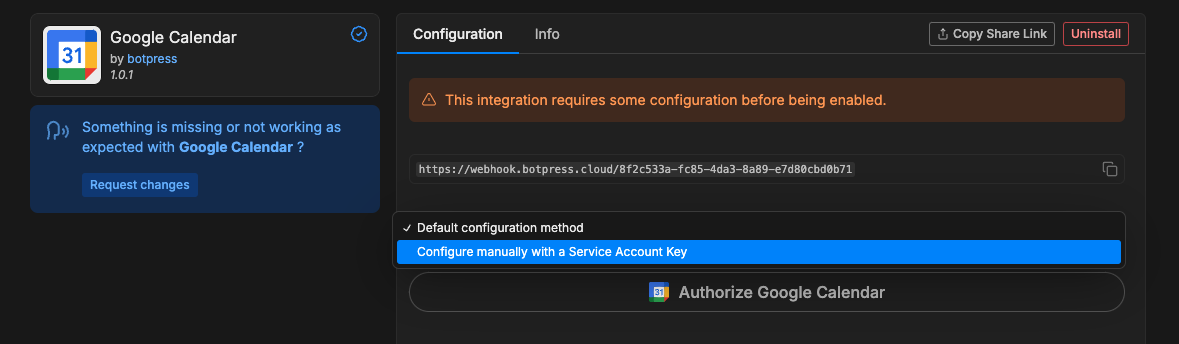 31
Google Calendar
by botpress
1.0.1
Something is missing or not working as
expected with Google Calendar ?
Request changes
Configuration
Info
Copy Share Link
Uninstall
This integration requires some configuration before being enabled.
https://webhook.botpress.cloud/8f2c533a-fc85-4da3-8a89-e7d80cbd0b71
Default configuration method
Configure manually with a Service Account Key
31
Authorize Google Calendar